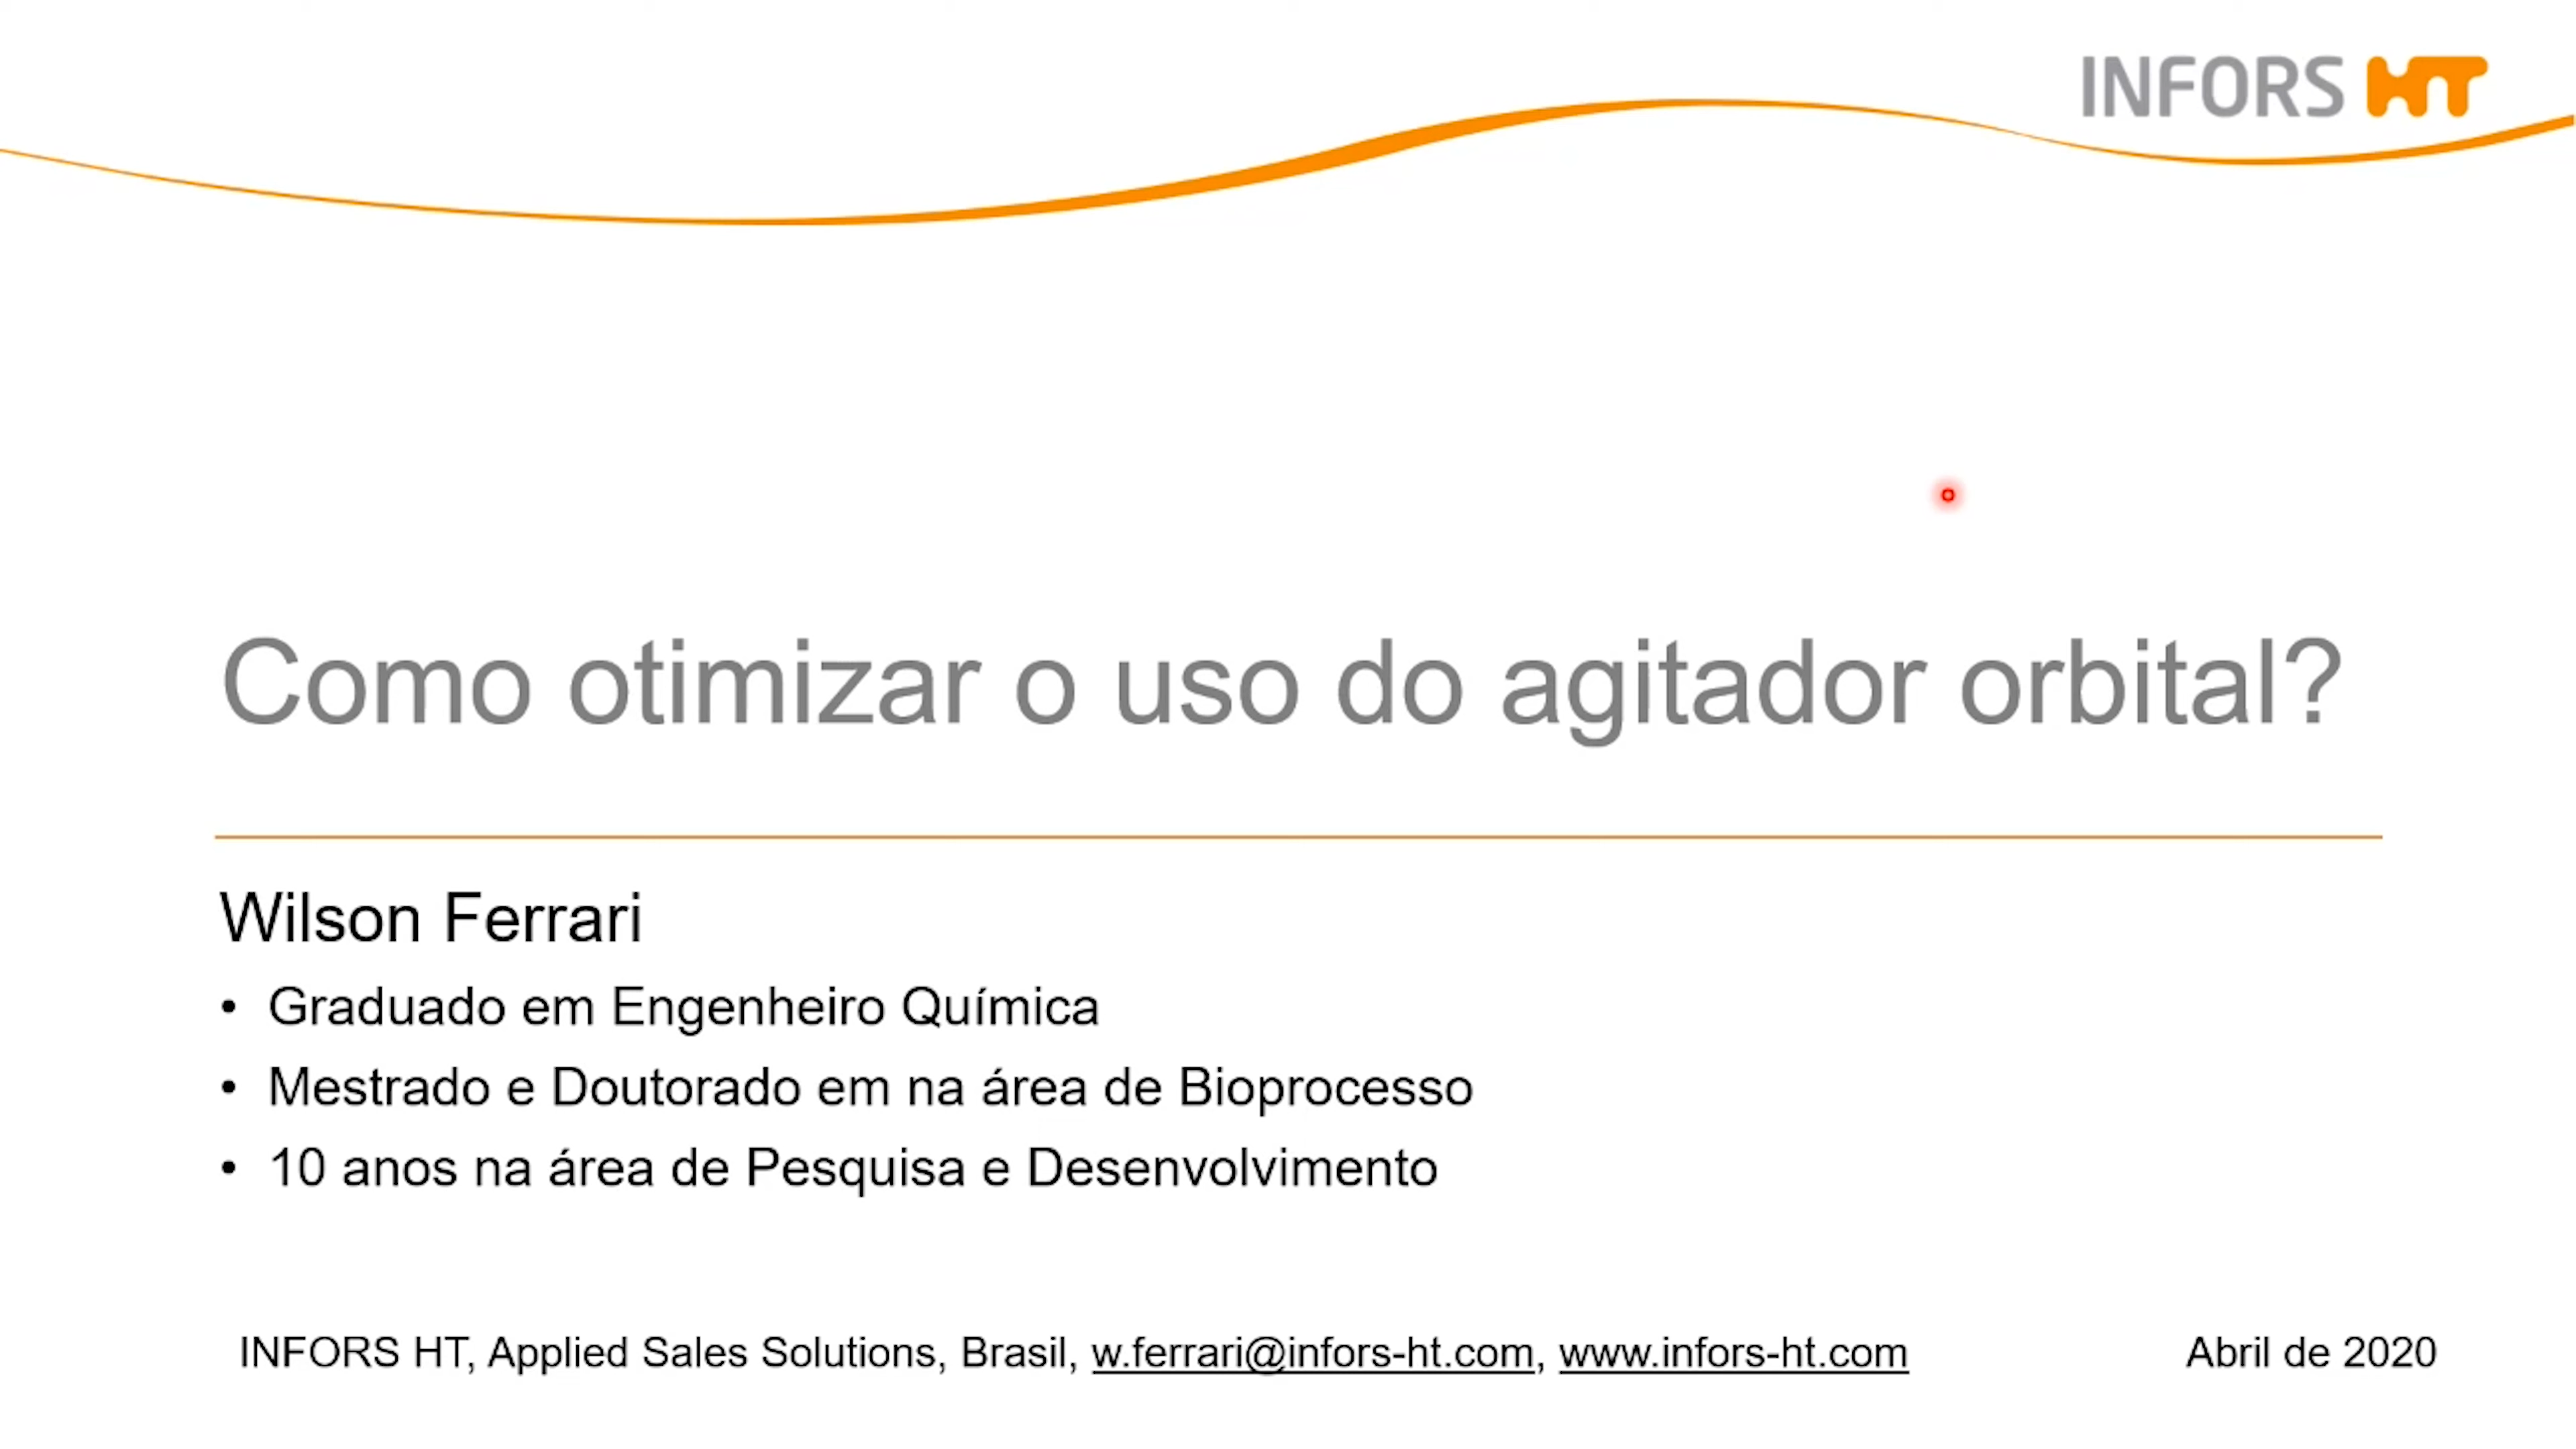 INFORS HT
Como otimizar o uso do agitador orbital?
Wilson Ferrari
• Graduado em Engenheiro Química
• Mestrado e Doutorado em na área de Bioprocesso
• 10 anos na área de Pesquisa e Desenvolvimento
INFORS HT, Applied Sales Solutions, Brasil, w.ferrari@infors-ht.com, www.infors-ht.com Abril de 2020